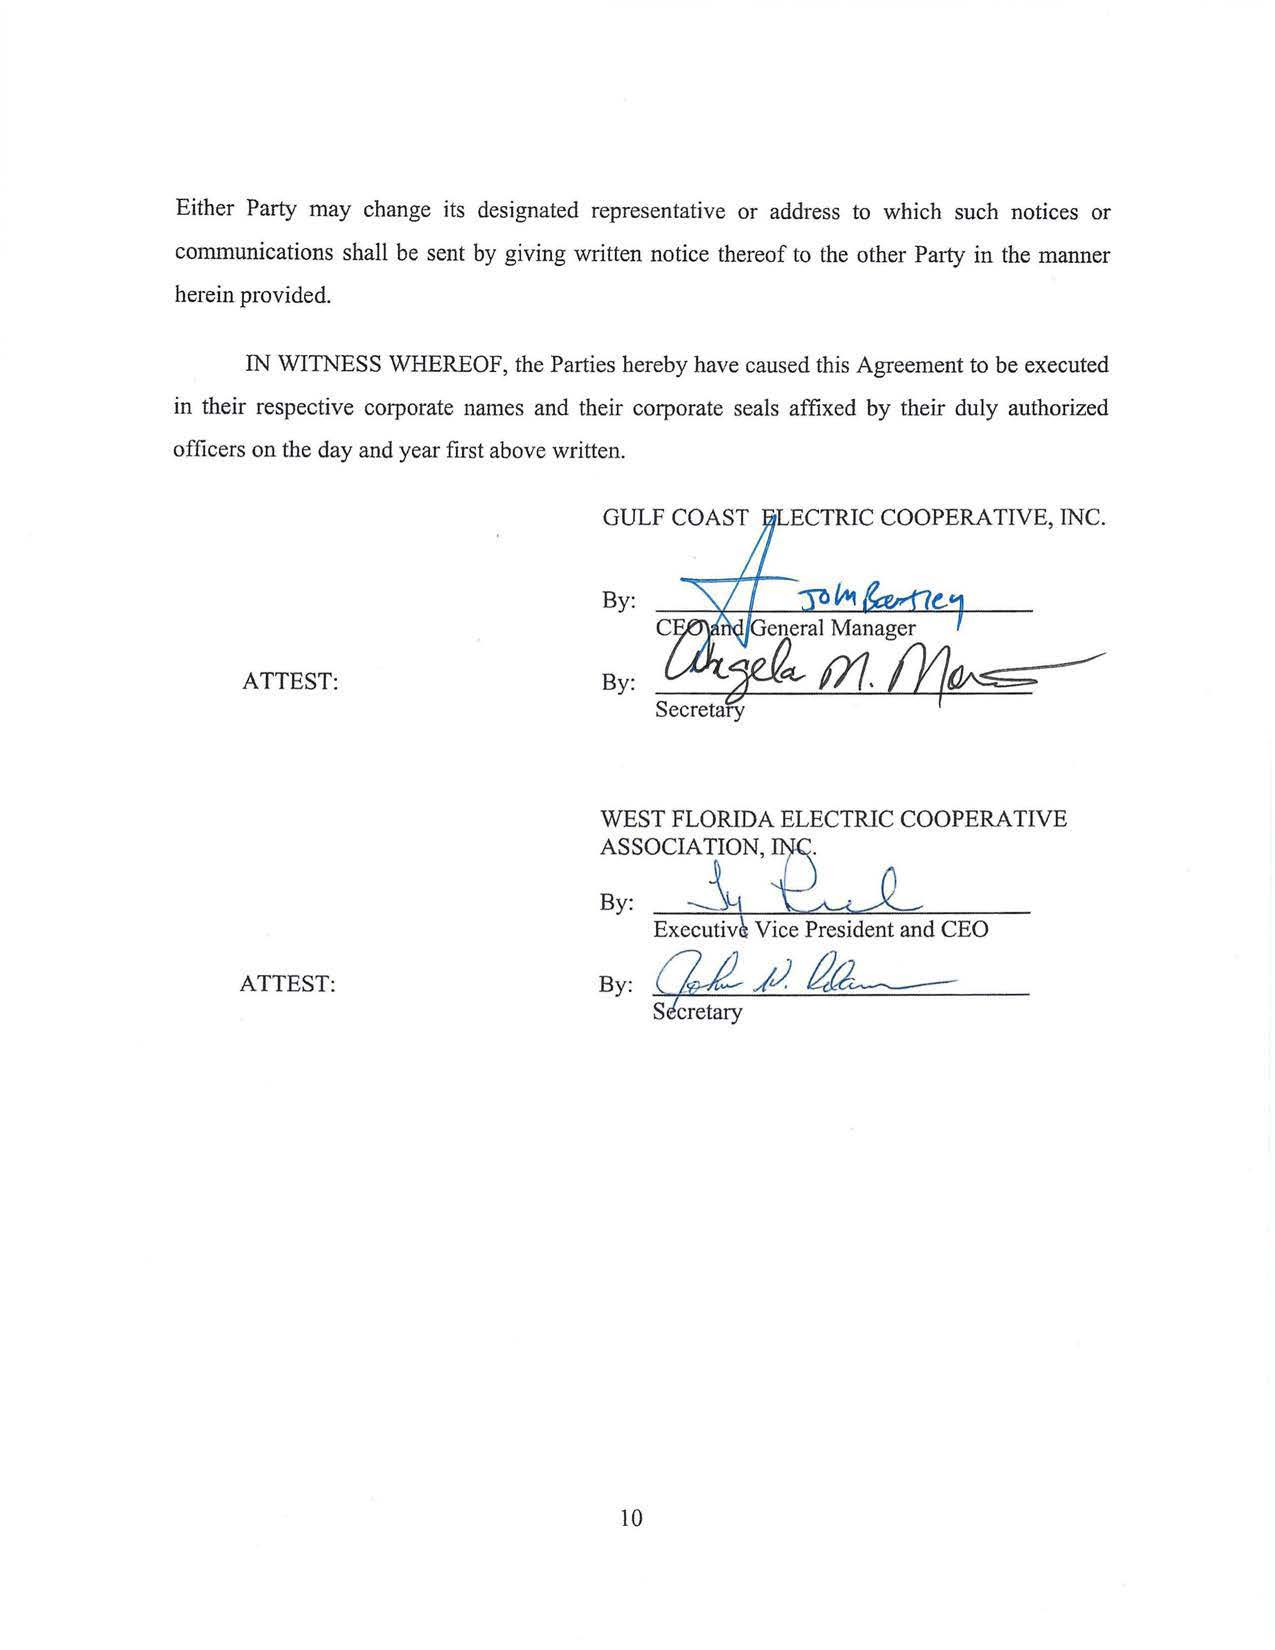 Either Party may change its designated representative or address to which such notices or
communications shall be sent by giving written notice thereof to the other Party in the manner
herein provided.
IN WITNESS WHEREOF, the Parties hereby have caused this Agreement to be executed
in their respective corporate names and their corporate seals affixed by their duly authorized
officers on the day and year first above written.
GULF COAST ELECTRIC COOPERATIVE, INC.
By: John Bartley
CEO and General Manager
ATTEST: By: Angela M.
Secretary
WEST FLORIDA ELECTRIC COOPERATIVE
ASSOCIATION, INC.
By: Ty
Executive Vice President and CEO
ATTEST: By: John N.
Secretary
10